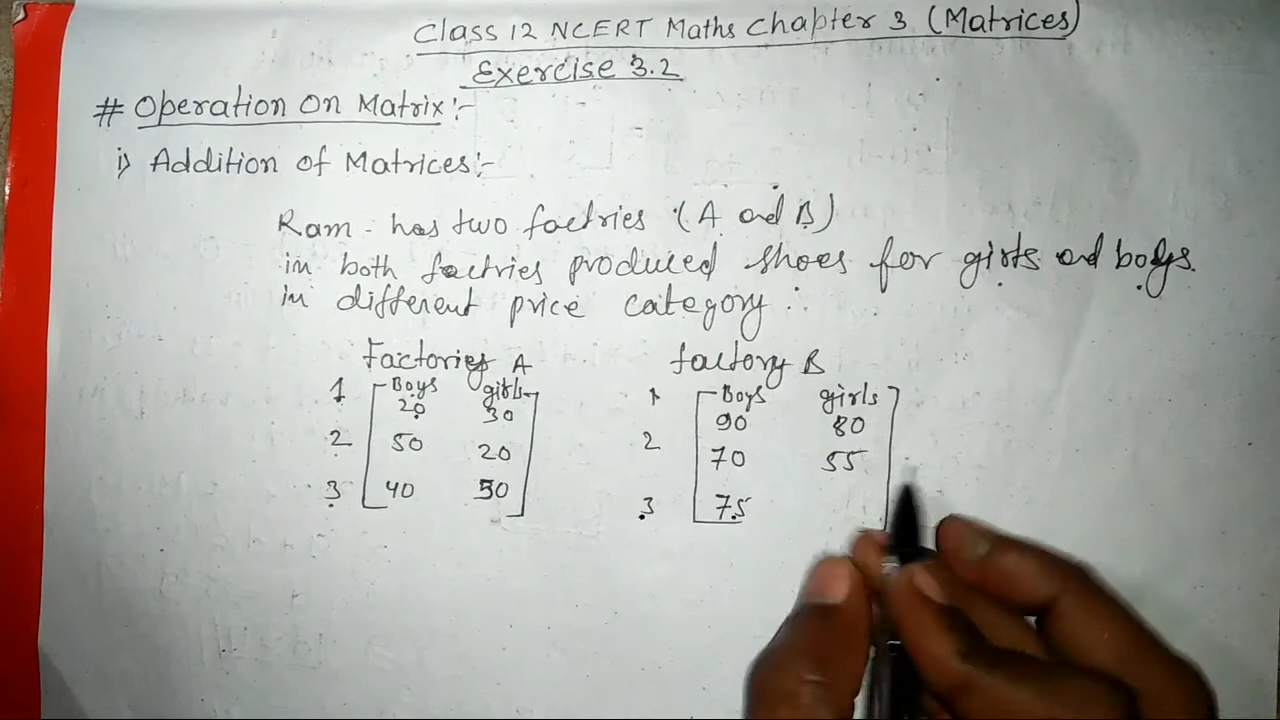 Class 12 NCERT Maths Chapter 3 (Matrices)
Exercise 3.2
# Operation On Matrix :-
i) Addition of Matrices :-
Ram - has two factries (A and B)
in both factries produced shoes for girls and boys.
in different price category :
Factories A factory B
Boys girls Boys girls
1 20 30 1 90 80
2 50 20 2 70 55
3 40 50 3 75